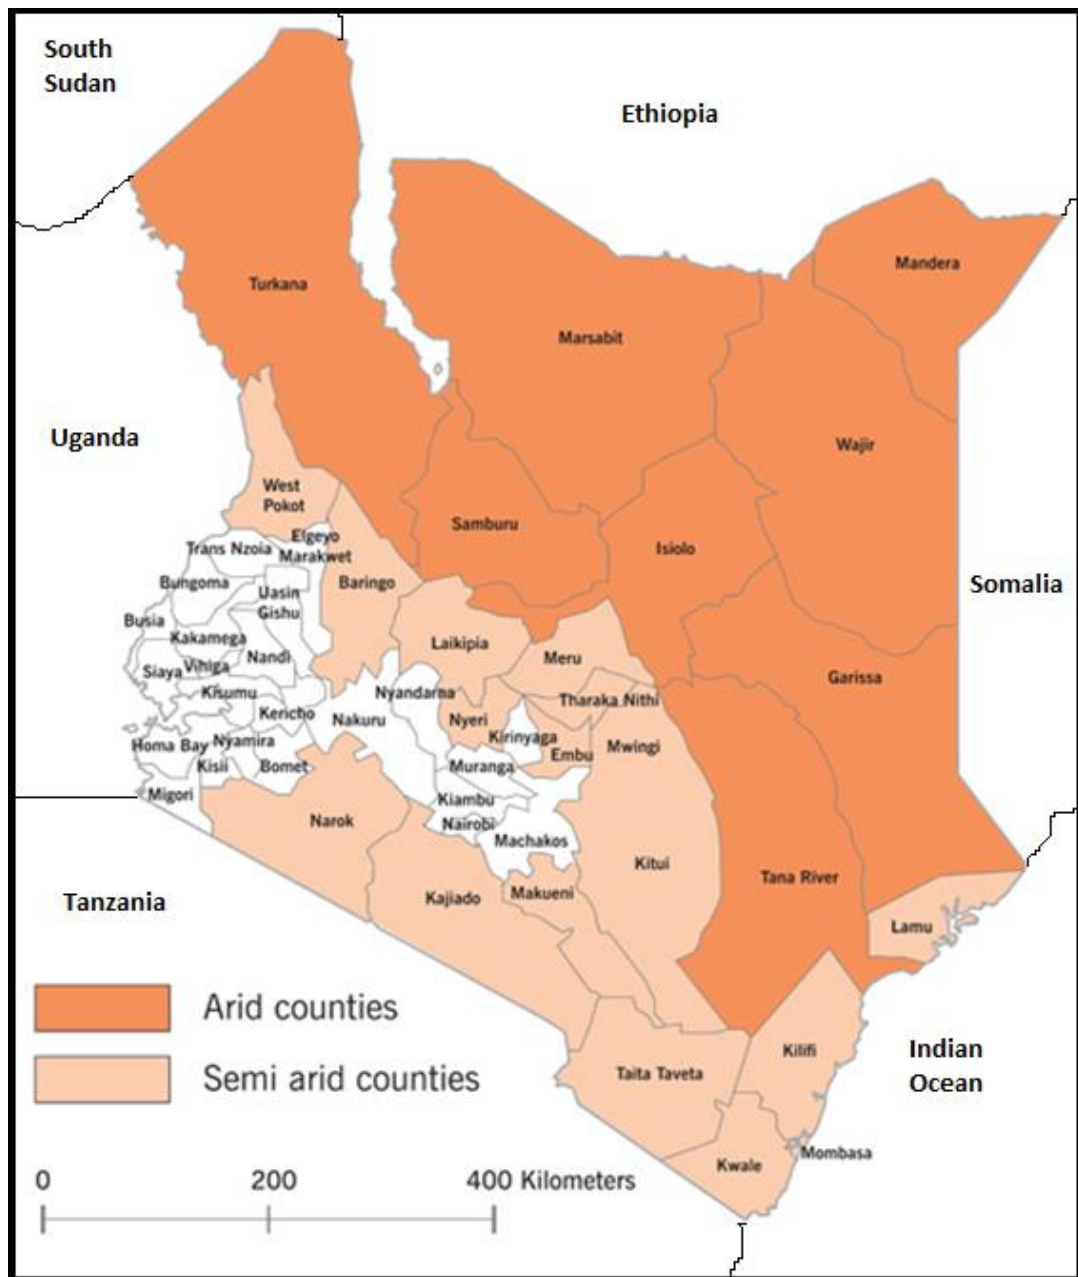 South
Sudan
Ethiopia
Mandera
Turkana
Marsabit
Uganda
Wajir
West
Pokot
Samburu
Elgeyo
Marakwet
Trans Nzoia
Isiolo
Bungoma
Baringo
Somalia
Uasin
Gishu
Busia
Kakamega
Laikipia
Nandi
Meru
Siaya
Vihiga
Garissa
Kisumu
Nyandarna
Tharaka Nithi
Kericho
Nakuru
Nyeri
Kirinyaga
Homa Bay
Nyamira
Mwingi
Embu
Kisii
Bomet
Muranga
Migori
Kiambu
Narok
Nairobi
Machakos
Kitui
Tana River
Tanzania
Kajiado
Makueni
Lamu
Arid counties
Indian
Ocean
Kilifi
Semi arid counties
Taita Taveta
Mombasa
Kwale
0
200
400 Kilometers